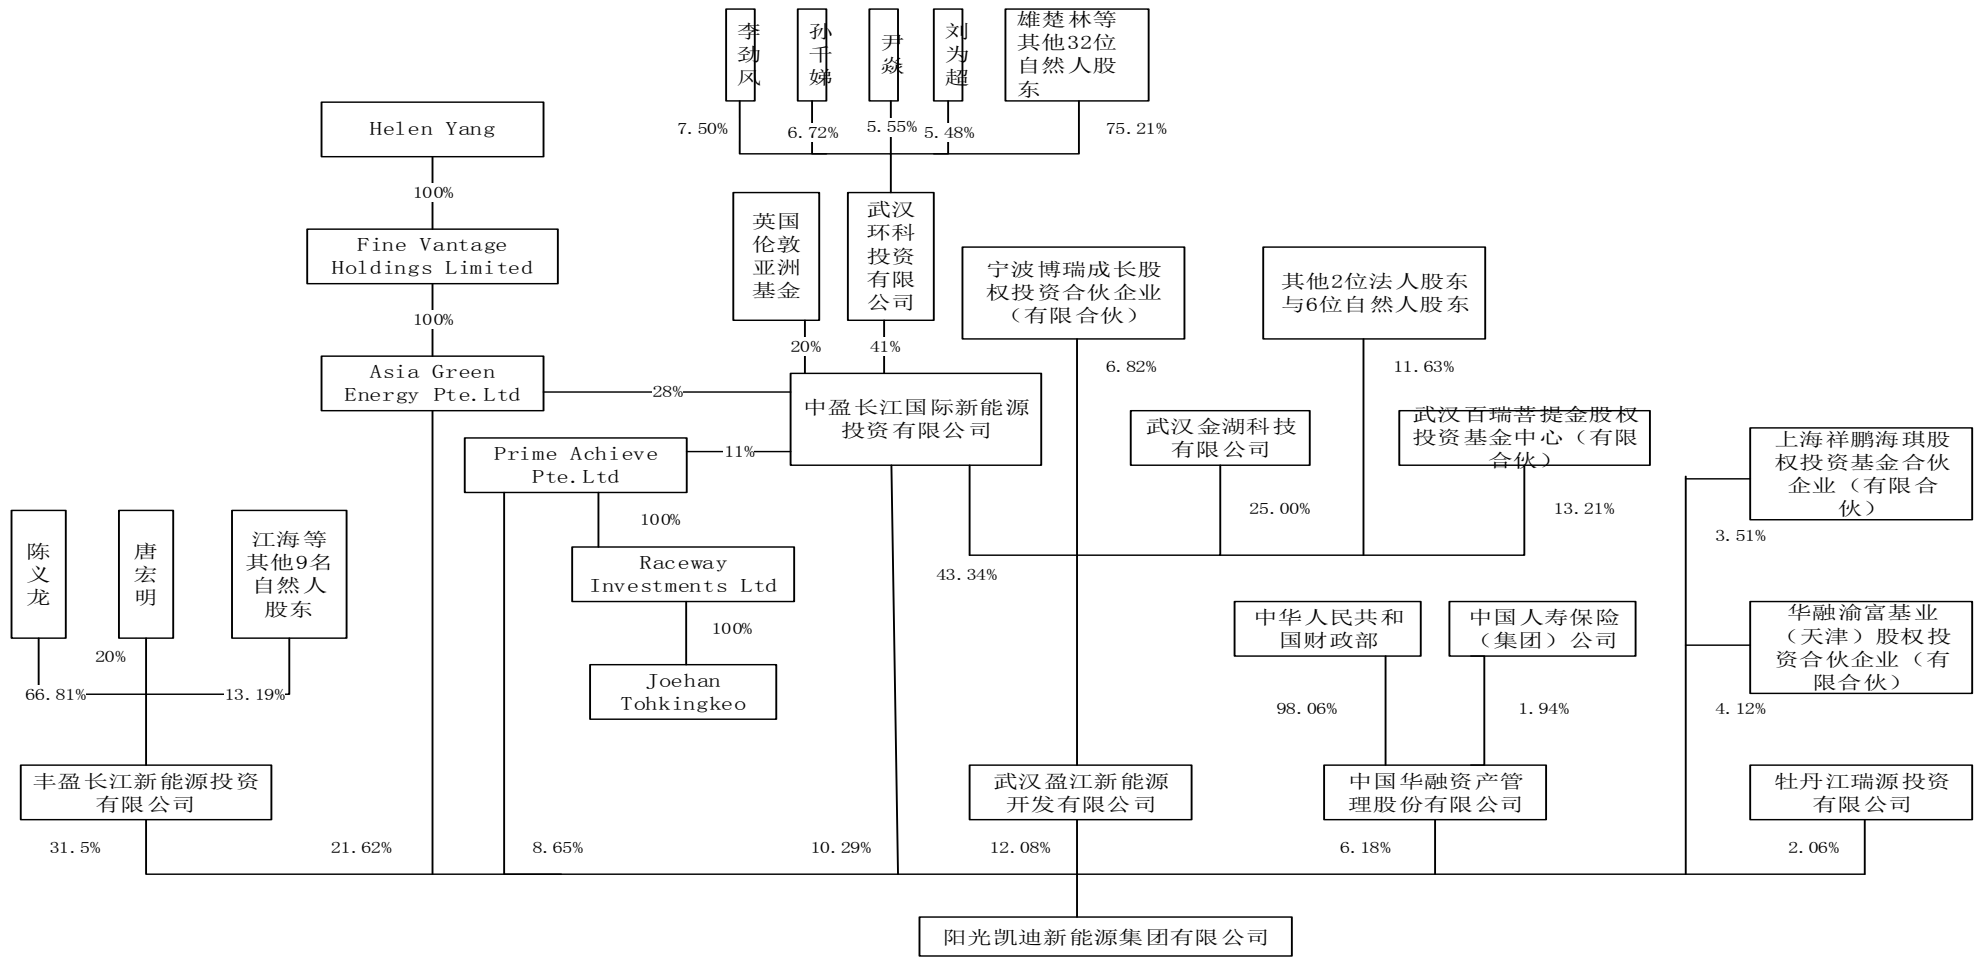 李
劲
风
孙
千
娣
尹
焱
刘
为
超
雄楚林等
其他32位
自然人股
东
7.50%
6.72%
5.55%
5.48%
75.21%
Helen Yang
100%
Fine Vantage
Holdings Limited
100%
Asia Green
Energy Pte.Ltd
英国
伦敦
亚洲
基金
武汉
环科
投资
有限
公司
宁波博瑞成长股
权投资合伙企业
（有限合伙）
其他2位法人股东
与6位自然人股东
20%
41%
6.82%
11.63%
28%
中盈长江国际新能源
投资有限公司
武汉金湖科技
有限公司
武汉百瑞菩提金股权
投资基金中心（有限
合伙）
上海祥鹏海琪股
权投资基金合伙
企业（有限合
伙）
Prime Achieve
Pte.Ltd
11%
100%
25.00%
13.21%
3.51%
陈
义
龙
唐
宏
明
江海等
其他9名
自然人
股东
Raceway
Investments Ltd
43.34%
100%
中华人民共和
国财政部
中国人寿保险
（集团）公司
华融渝富基业
（天津）股权投
资合伙企业（有
限合伙）
20%
66.81%
13.19%
Joehan
Tohkingkeo
98.06%
1.94%
4.12%
丰盈长江新能源投资
有限公司
武汉盈江新能源
开发有限公司
中国华融资产管
理股份有限公司
牡丹江瑞源投资
有限公司
31.5%
21.62%
8.65%
10.29%
12.08%
6.18%
2.06%
阳光凯迪新能源集团有限公司